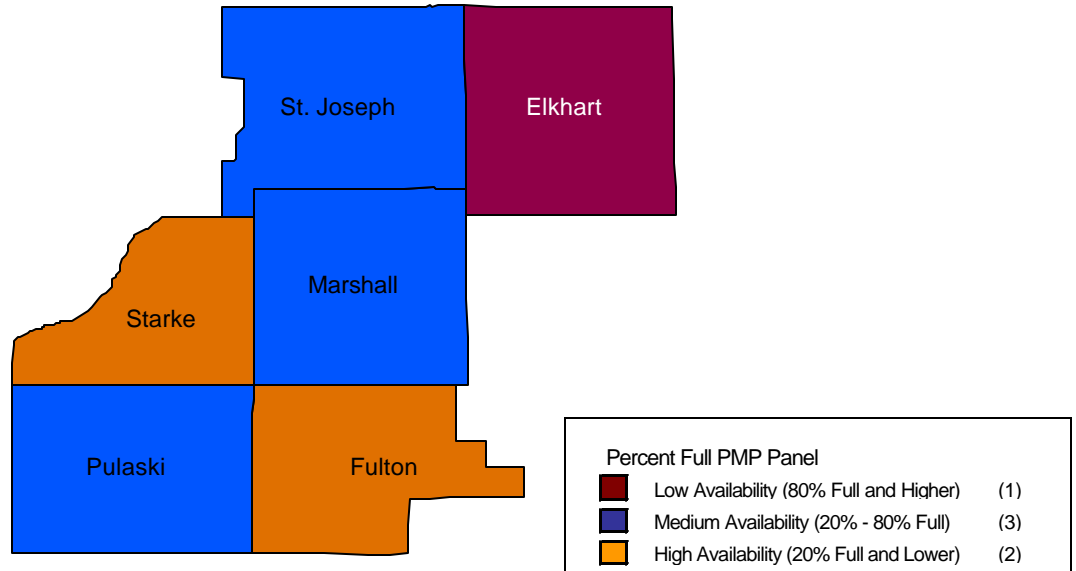 St. Joseph
Elkhart
Marshall
Starke
Pulaski
Fulton
Percent Full PMP Panel
Low Availability (80% Full and Higher) (1)
Medium Availability (20% - 80% Full) (3)
High Availability (20% Full and Lower) (2)